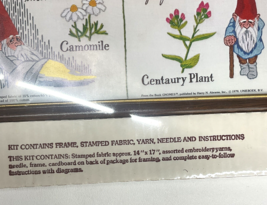 Camomile
Centaury Plant
KIT CONTAINS FRAME, STAMPED FABRIC, YARN, NEEDLE AND INSTRUCTIONS
THIS KIT CONTAINS: Stamped fabric approx. 14" x 17", assorted embroidery yarns,
needle, frame, cardboard on back of package for framing, and complete easy-to-follow
instructions with diagrams.